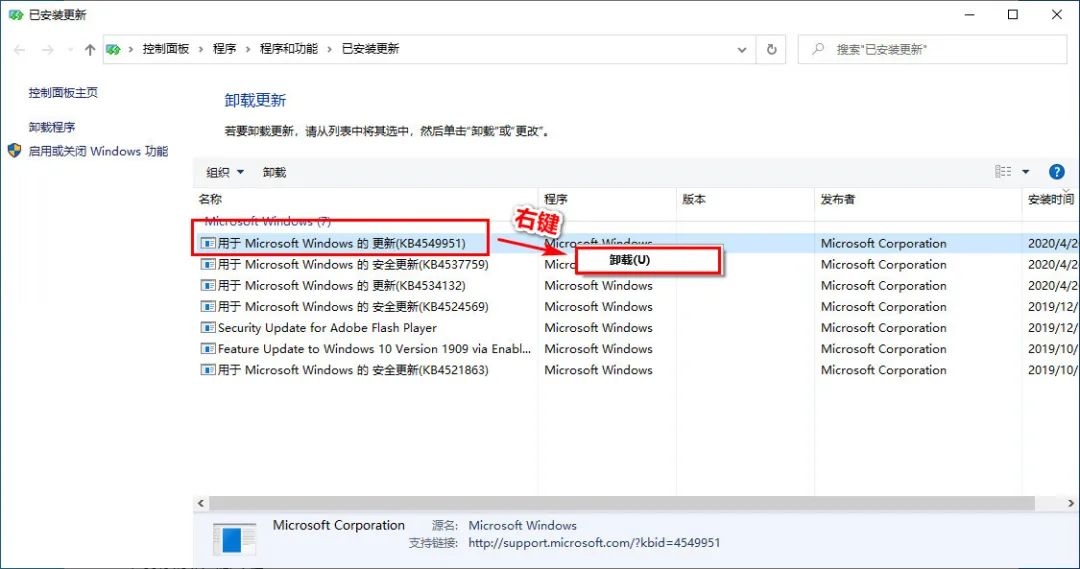 已安装更新
控制面板 > 程序 > 程序和功能 > 已安装更新
搜索"已安装更新"
控制面板主页
卸载程序
启用或关闭 Windows 功能
卸载更新
若要卸载更新，请从列表中将其选中，然后单击"卸载"或"更改"。
组织 卸载
名称 程序 版本 发布者 安装时间
Microsoft Windows (7)
右键
用于 Microsoft Windows 的 更新(KB4549951) Microsoft Windows Microsoft Corporation 2020/4/2
卸载(U)
用于 Microsoft Windows 的 安全更新(KB4537759) Microsoft Corporation 2020/4/2
用于 Microsoft Windows 的 更新(KB4534132) Microsoft Windows Microsoft Corporation 2020/4/2
用于 Microsoft Windows 的 安全更新(KB4524569) Microsoft Windows Microsoft Corporation 2019/12/
Security Update for Adobe Flash Player Microsoft Windows Microsoft Corporation 2019/12/
Feature Update to Windows 10 Version 1909 via Enabl... Microsoft Windows Microsoft Corporation 2019/10/
用于 Microsoft Windows 的 安全更新(KB4521863) Microsoft Windows Microsoft Corporation 2019/10/
Microsoft Corporation 源名: Microsoft Windows
支持链接: http://support.microsoft.com/?kbid=4549951